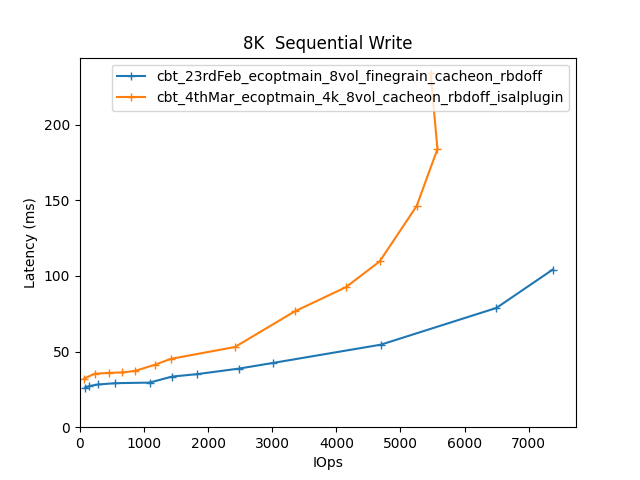 8K  Sequential Write
cbt_23rdFeb_ecoptmain_8vol_finegrain_cacheon_rbdoff
cbt_4thMar_ecoptmain_4k_8vol_cacheon_rbdoff_isalplugin
Latency (ms)
200
150
100
50
0
0 1000 2000 3000 4000 5000 6000 7000
IOps